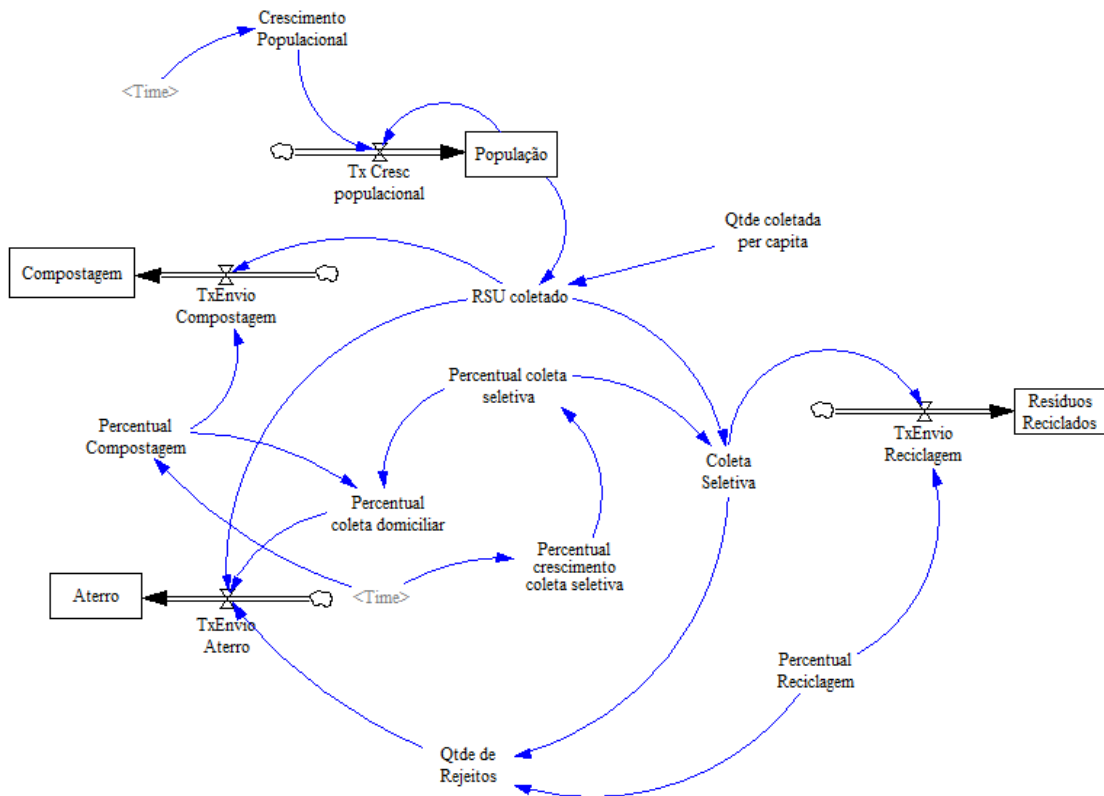 Crescimento
Populacional
<Time>
População
Tx Cresc
populacional
Qtde coletada
per capita
Compostagem
TxEnvio
Compostagem
RSU coletado
Percentual coleta
seletiva
Resíduos
Reciclados
TxEnvio
Reciclagem
Percentual
Compostagem
Coleta
Seletiva
Percentual
coleta domiciliar
Percentual
crescimento
coleta seletiva
Aterro
<Time>
TxEnvio
Aterro
Percentual
Reciclagem
Qtde de
Rejeitos